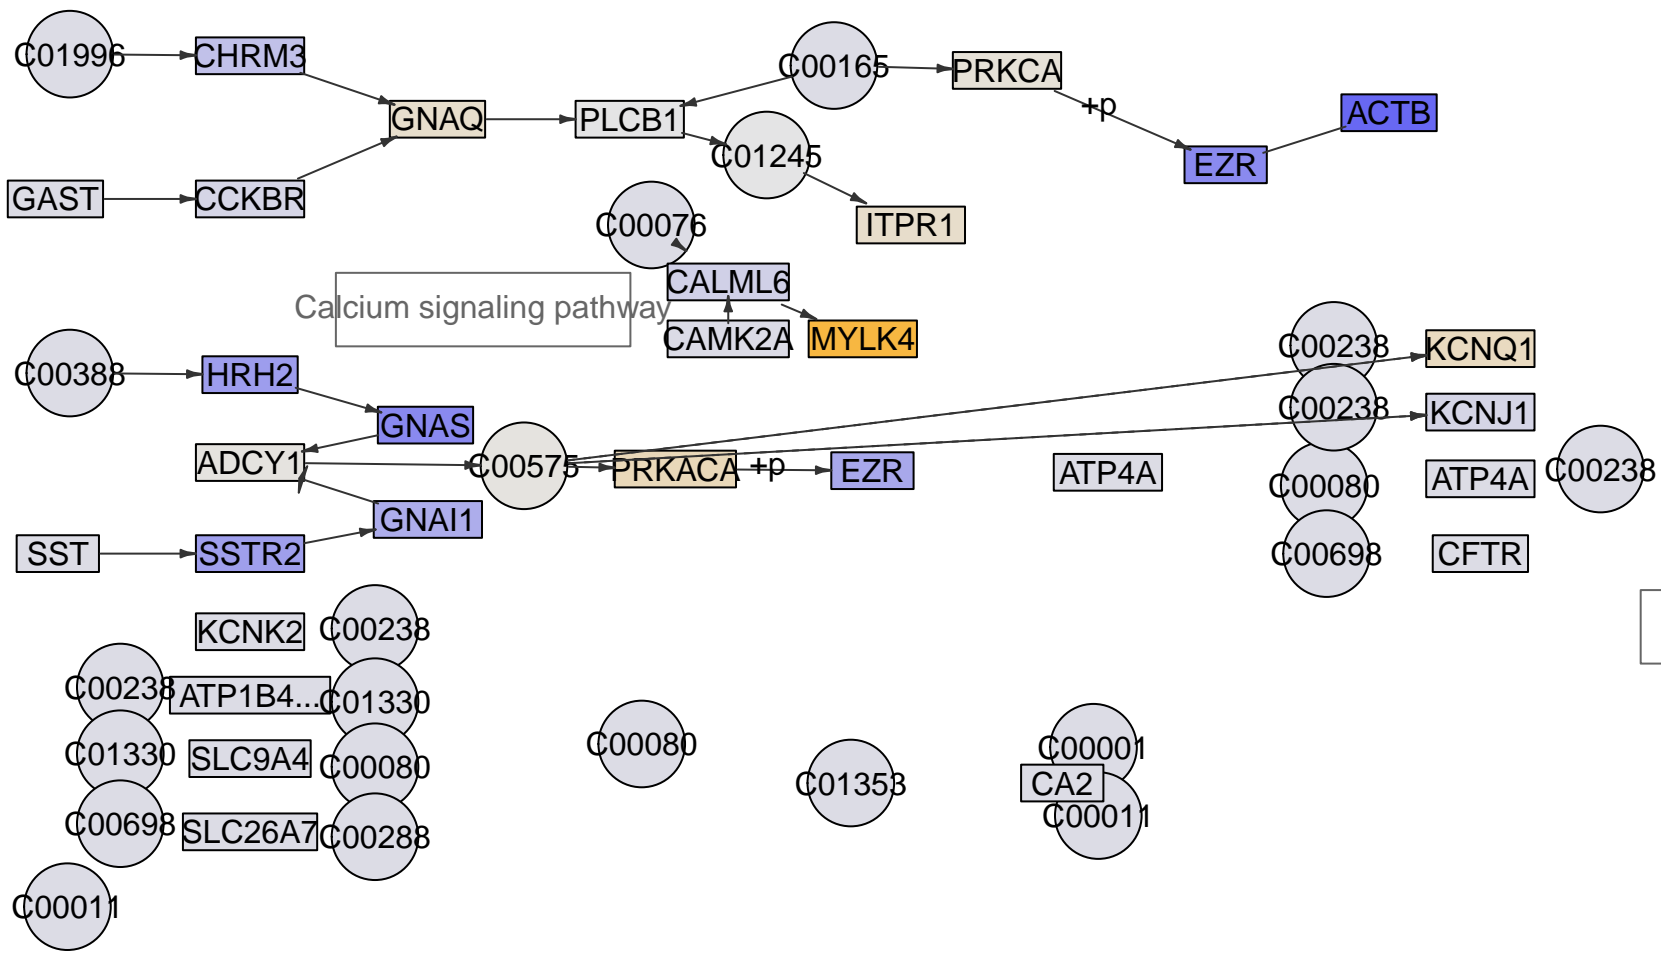 C01996
CHRM3
C00165
PRKCA
+p
ACTB
GNAQ
PLCB1
C01245
EZR
GAST
CCKBR
C00076
ITPR1
CALML6
Calcium signaling pathway
CAMK2A
MYLK4
C00238
KCNQ1
C00388
HRH2
C00238
KCNJ1
GNAS
ADCY1
C00575
PRKACA
+p
EZR
ATP4A
C00080
ATP4A
C00238
GNAI1
SST
SSTR2
C00698
CFTR
KCNK2
C00238
C00238
ATP1B4...
C01330
C01330
SLC9A4
C00080
C00080
C01353
C00001
CA2
C00011
C00698
SLC26A7
C00288
C00011